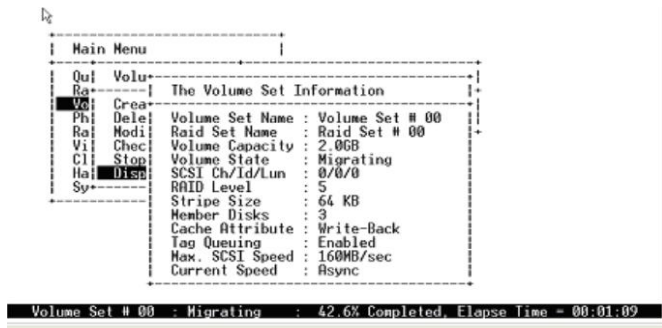 Main Menu
Qu Volu
Ra The Volume Set Information
Vo Crea
Ph Dele Volume Set Name : Volume Set # 00
Ra Modi Raid Set Name : Raid Set # 00
Vi Chec Volume Capacity : 2.0GB
Cl Stop Volume State : Migrating
Ha Disp SCSI Ch/Id/Lun : 0/0/0
Sy RAID Level : 5
Stripe Size : 64 KB
Member Disks : 3
Cache Attribute : Write-Back
Tag Queuing : Enabled
Max. SCSI Speed : 160MB/sec
Current Speed : Async
Volume Set # 00 : Migrating : 42.6% Completed, Elapse Time = 00:01:09